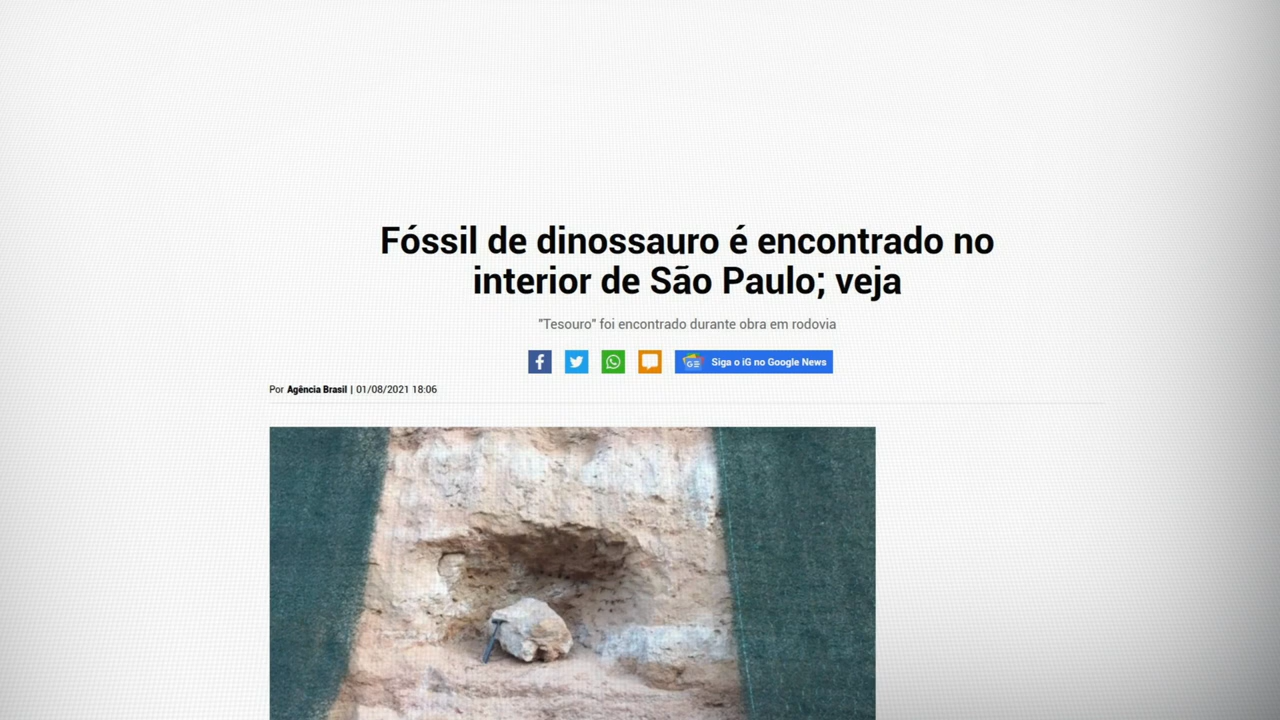 Fóssil de dinossauro é encontrado no
interior de São Paulo; veja
"Tesouro" foi encontrado durante obra em rodovia
Siga o iG no Google News
Por Agência Brasil | 01/08/2021 18:06